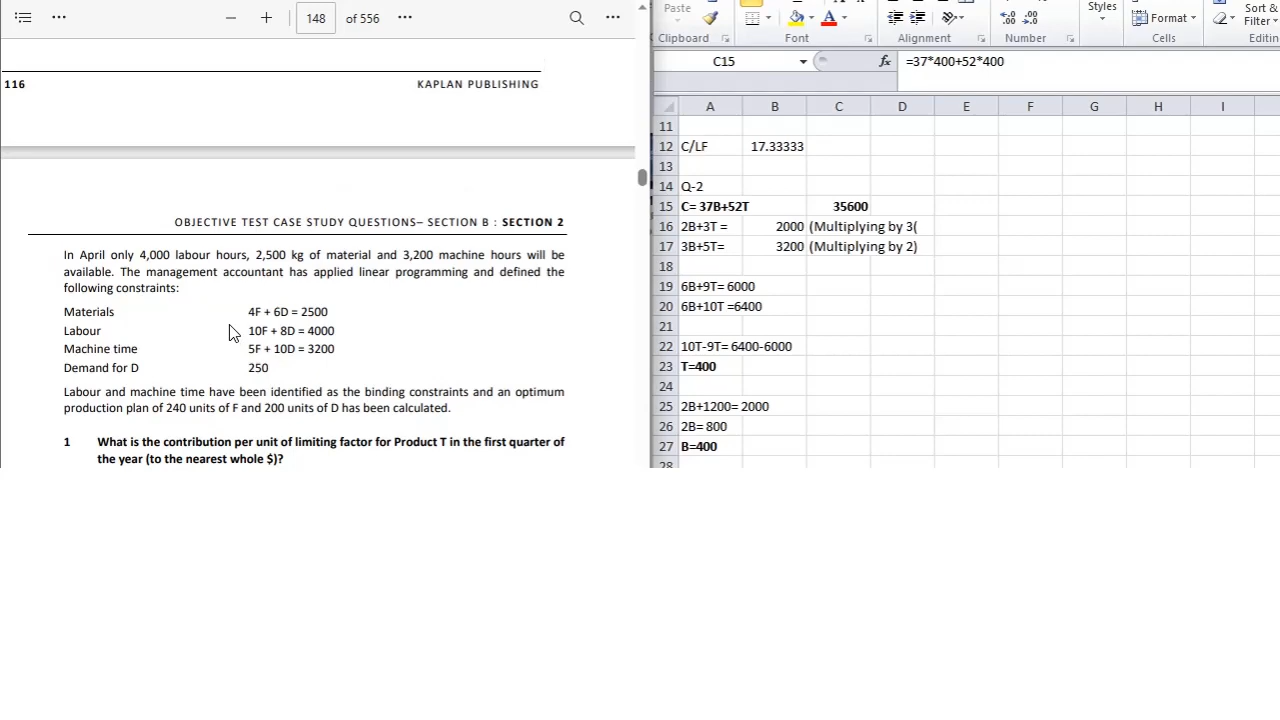 148 of 556
116 KAPLAN PUBLISHING
OBJECTIVE TEST CASE STUDY QUESTIONS– SECTION B : SECTION 2
In April only 4,000 labour hours, 2,500 kg of material and 3,200 machine hours will be
available. The management accountant has applied linear programming and defined the
following constraints:
Materials 4F + 6D = 2500
Labour 10F + 8D = 4000
Machine time 5F + 10D = 3200
Demand for D 250
Labour and machine time have been identified as the binding constraints and an optimum
production plan of 240 units of F and 200 units of D has been calculated.
1 What is the contribution per unit of limiting factor for Product T in the first quarter of
the year (to the nearest whole $)?
Paste Styles Format Sort &
Filter
Clipboard Font Alignment Number Cells Editin
C15 fx =37*400+52*400
A B C D E F G H I
11
12 C/LF 17.33333
13
14 Q-2
15 C= 37B+52T 35600
16 2B+3T = 2000 (Multiplying by 3(
17 3B+5T= 3200 (Multiplying by 2)
18
19 6B+9T= 6000
20 6B+10T =6400
21
22 10T-9T= 6400-6000
23 T=400
24
25 2B+1200= 2000
26 2B= 800
27 B=400
28